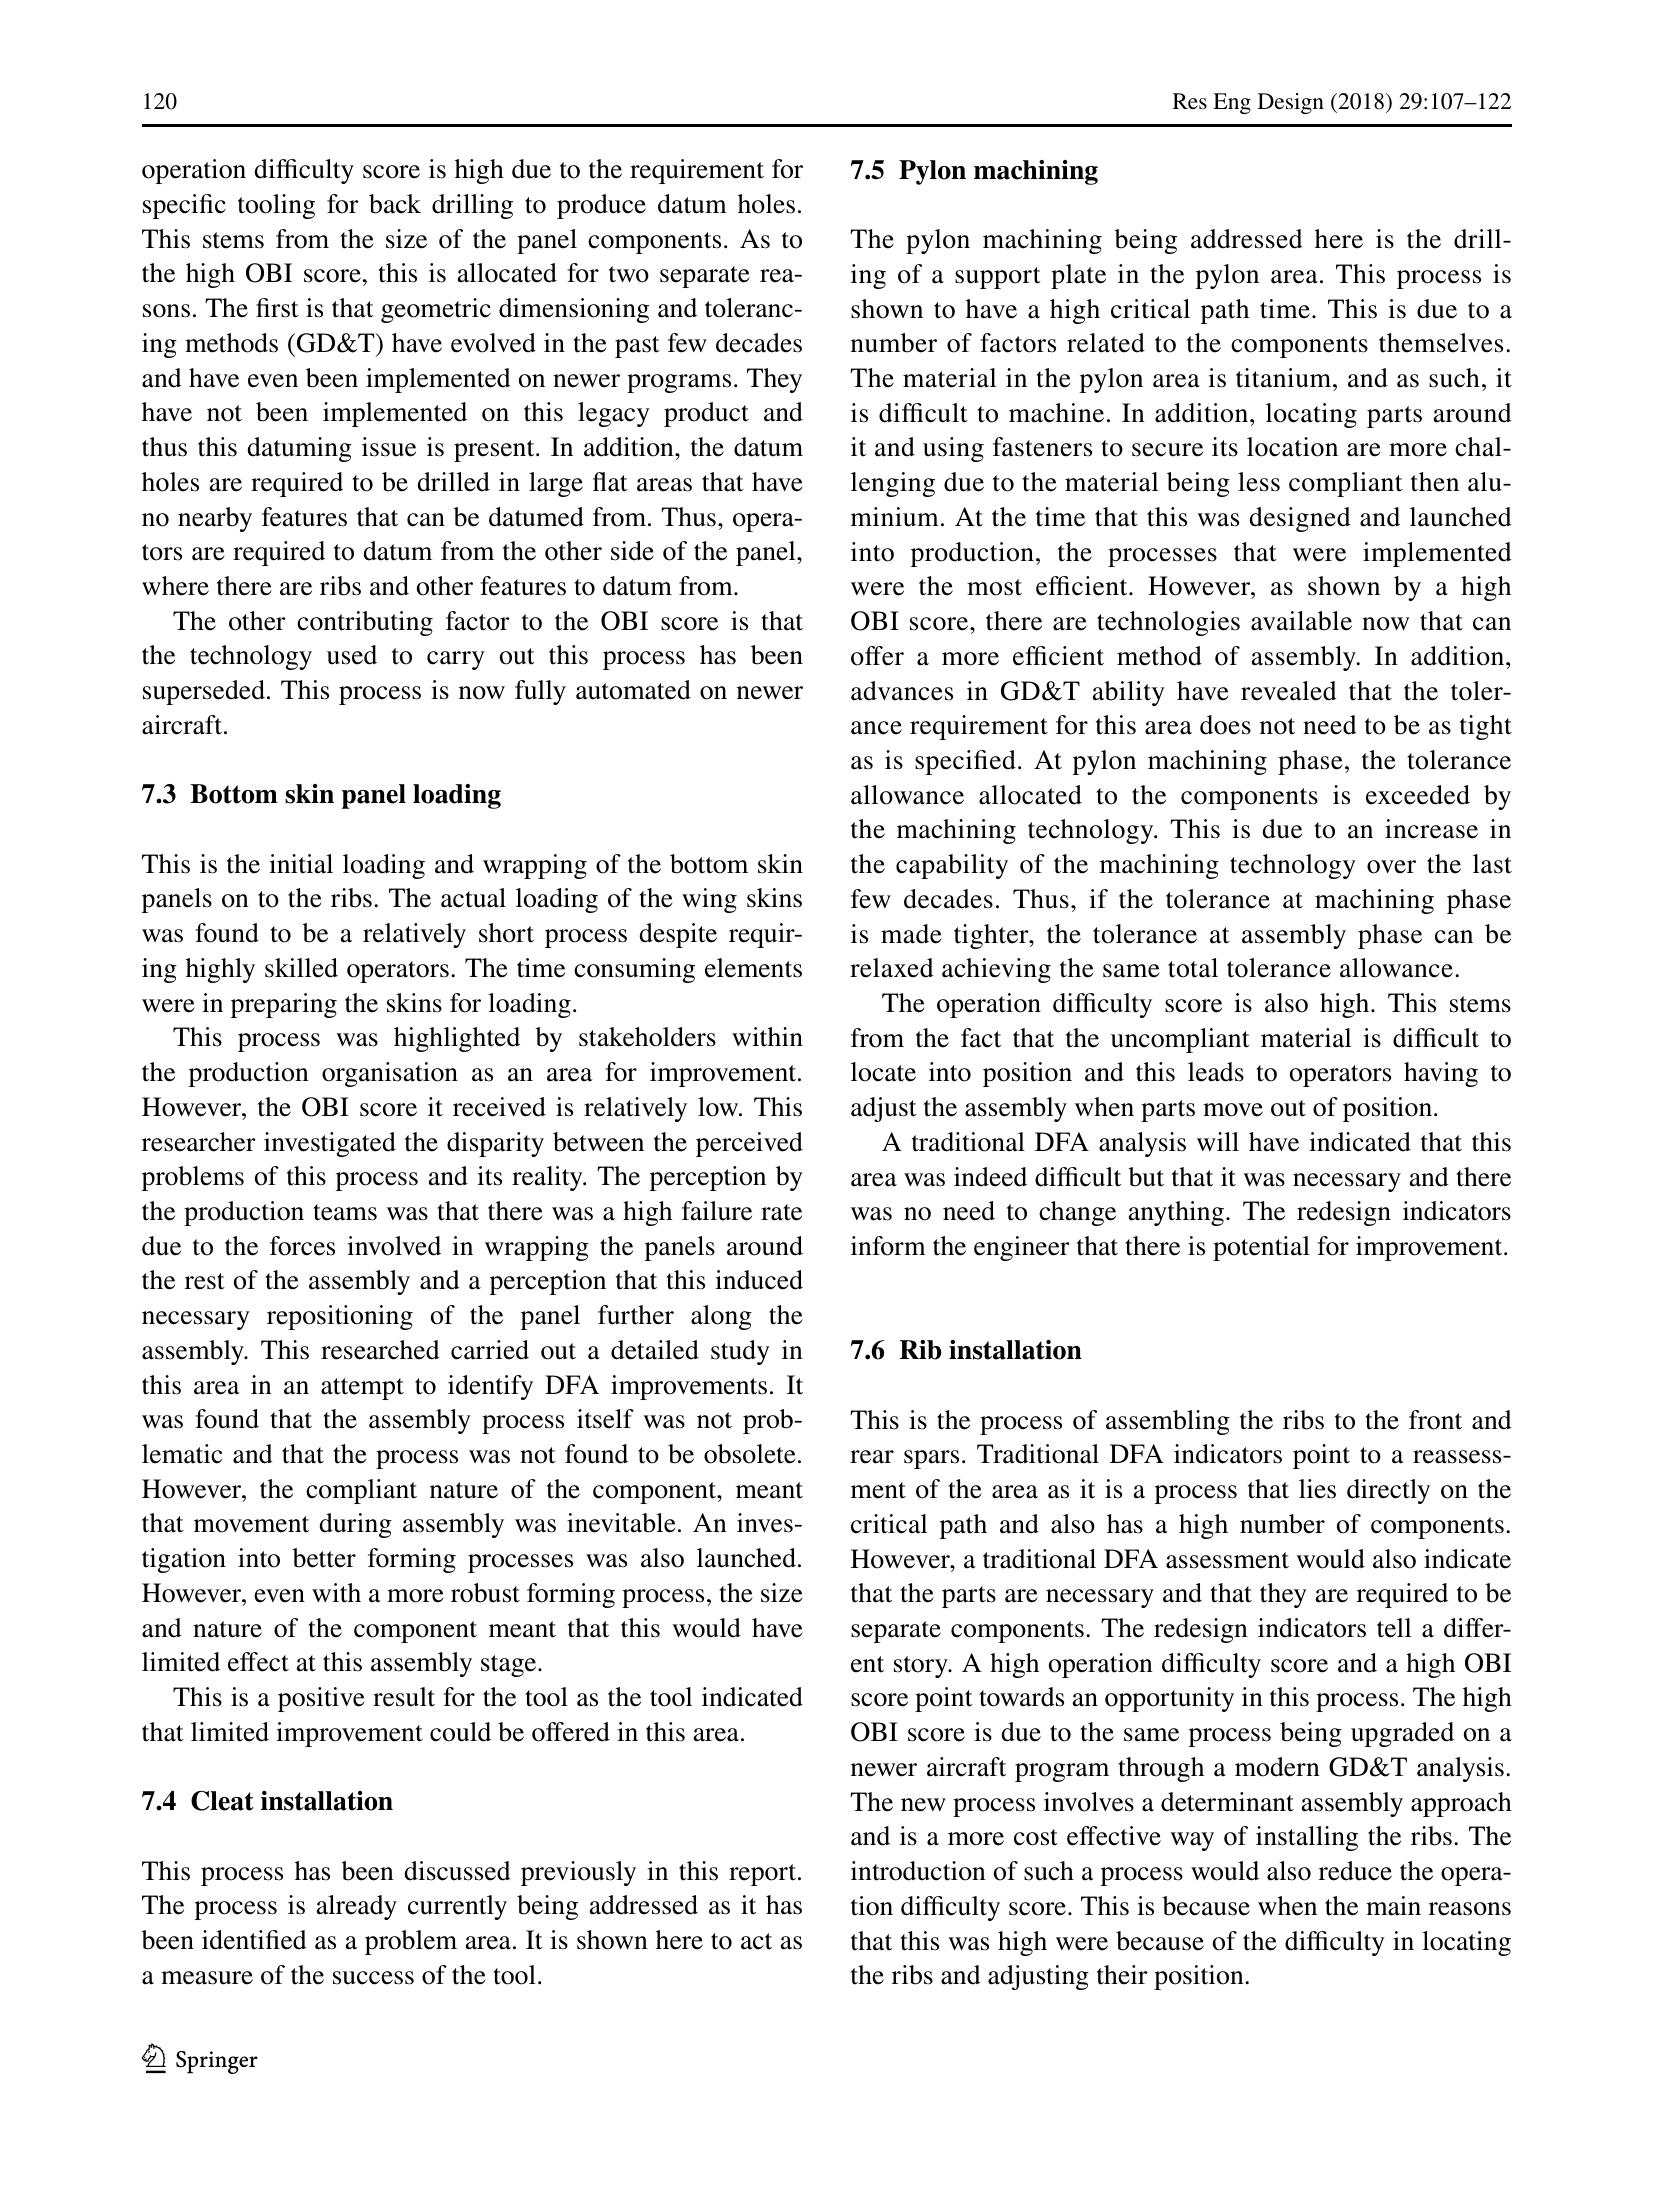 120
Res Eng Design (2018) 29:107–122
operation difficulty score is high due to the requirement for
specific tooling for back drilling to produce datum holes.
This stems from the size of the panel components. As to
the high OBI score, this is allocated for two separate rea-
sons. The first is that geometric dimensioning and toleranc-
ing methods (GD&T) have evolved in the past few decades
and have even been implemented on newer programs. They
have not been implemented on this legacy product and
thus this datuming issue is present. In addition, the datum
holes are required to be drilled in large flat areas that have
no nearby features that can be datumed from. Thus, opera-
tors are required to datum from the other side of the panel,
where there are ribs and other features to datum from.
The other contributing factor to the OBI score is that
the technology used to carry out this process has been
superseded. This process is now fully automated on newer
aircraft.
7.3 Bottom skin panel loading
This is the initial loading and wrapping of the bottom skin
panels on to the ribs. The actual loading of the wing skins
was found to be a relatively short process despite requir-
ing highly skilled operators. The time consuming elements
were in preparing the skins for loading.
This process was highlighted by stakeholders within
the production organisation as an area for improvement.
However, the OBI score it received is relatively low. This
researcher investigated the disparity between the perceived
problems of this process and its reality. The perception by
the production teams was that there was a high failure rate
due to the forces involved in wrapping the panels around
the rest of the assembly and a perception that this induced
necessary repositioning of the panel further along the
assembly. This researched carried out a detailed study in
this area in an attempt to identify DFA improvements. It
was found that the assembly process itself was not prob-
lematic and that the process was not found to be obsolete.
However, the compliant nature of the component, meant
that movement during assembly was inevitable. An inves-
tigation into better forming processes was also launched.
However, even with a more robust forming process, the size
and nature of the component meant that this would have
limited effect at this assembly stage.
This is a positive result for the tool as the tool indicated
that limited improvement could be offered in this area.
7.4 Cleat installation
This process has been discussed previously in this report.
The process is already currently being addressed as it has
been identified as a problem area. It is shown here to act as
a measure of the success of the tool.
7.5 Pylon machining
The pylon machining being addressed here is the drill-
ing of a support plate in the pylon area. This process is
shown to have a high critical path time. This is due to a
number of factors related to the components themselves.
The material in the pylon area is titanium, and as such, it
is difficult to machine. In addition, locating parts around
it and using fasteners to secure its location are more chal-
lenging due to the material being less compliant then alu-
minium. At the time that this was designed and launched
into production, the processes that were implemented
were the most efficient. However, as shown by a high
OBI score, there are technologies available now that can
offer a more efficient method of assembly. In addition,
advances in GD&T ability have revealed that the toler-
ance requirement for this area does not need to be as tight
as is specified. At pylon machining phase, the tolerance
allowance allocated to the components is exceeded by
the machining technology. This is due to an increase in
the capability of the machining technology over the last
few decades. Thus, if the tolerance at machining phase
is made tighter, the tolerance at assembly phase can be
relaxed achieving the same total tolerance allowance.
The operation difficulty score is also high. This stems
from the fact that the uncompliant material is difficult to
locate into position and this leads to operators having to
adjust the assembly when parts move out of position.
A traditional DFA analysis will have indicated that this
area was indeed difficult but that it was necessary and there
was no need to change anything. The redesign indicators
inform the engineer that there is potential for improvement.
7.6 Rib installation
This is the process of assembling the ribs to the front and
rear spars. Traditional DFA indicators point to a reassess-
ment of the area as it is a process that lies directly on the
critical path and also has a high number of components.
However, a traditional DFA assessment would also indicate
that the parts are necessary and that they are required to be
separate components. The redesign indicators tell a differ-
ent story. A high operation difficulty score and a high OBI
score point towards an opportunity in this process. The high
OBI score is due to the same process being upgraded on a
newer aircraft program through a modern GD&T analysis.
The new process involves a determinant assembly approach
and is a more cost effective way of installing the ribs. The
introduction of such a process would also reduce the opera-
tion difficulty score. This is because when the main reasons
that this was high were because of the difficulty in locating
the ribs and adjusting their position.
Springer